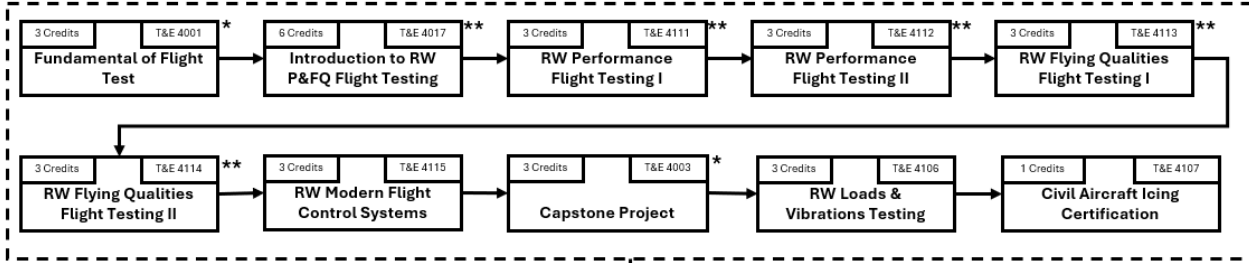 3 Credits T&E 4001 *
Fundamental of Flight
Test
6 Credits T&E 4017 **
Introduction to RW
P&FQ Flight Testing
3 Credits T&E 4111 **
RW Performance
Flight Testing I
3 Credits T&E 4112 **
RW Performance
Flight Testing II
3 Credits T&E 4113 **
RW Flying Qualities
Flight Testing I
3 Credits T&E 4114 **
RW Flying Qualities
Flight Testing II
3 Credits T&E 4115
RW Modern Flight
Control Systems
3 Credits T&E 4003 *
Capstone Project
3 Credits T&E 4106
RW Loads &
Vibrations Testing
1 Credits T&E 4107
Civil Aircraft Icing
Certification